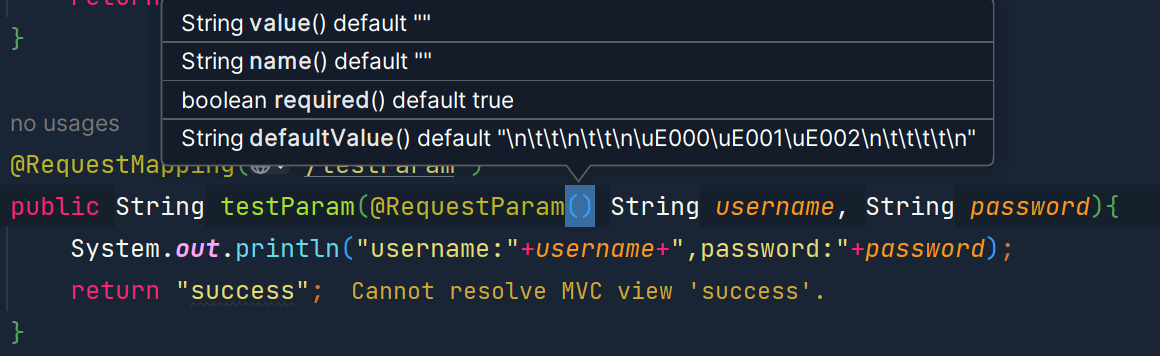 return
String value() default ""
String name() default ""
boolean required() default true
String defaultValue() default "\n\t\t\n\t\t\n\uE000\uE001\uE002\n\t\t\t\t\n"
}
no usages
@RequestMapping( /testParam )
public String testParam(@RequestParam() String username, String password){
System.out.println("username:"+username+",password:"+password);
return "success"; Cannot resolve MVC view 'success'.
}